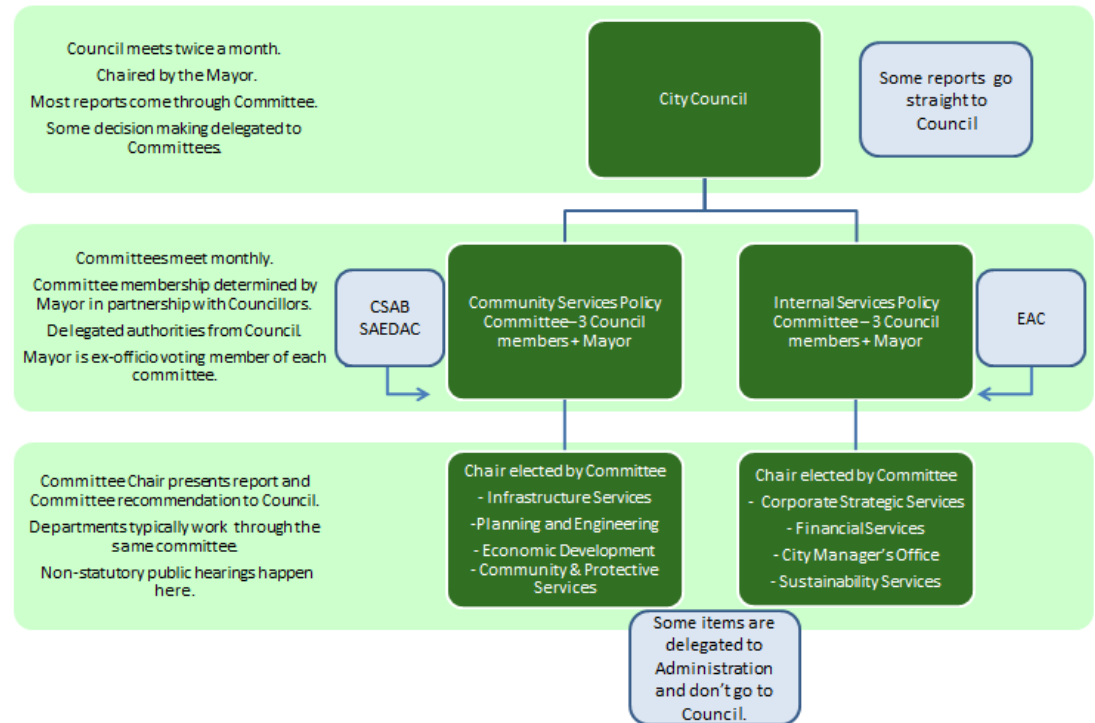 Council meets twice a month.
Chaired by the Mayor.
Most reports come through Committee.
Some decision making delegated to
Committees.
City Council
Some reports go
straight to
Council
Committees meet monthly.
Committee membership determined by
Mayor in partnership with Councillors.
Delegated authorities from Council.
Mayor is ex-officio voting member of each
committee.
CSAB
SAEDAC
Community Services Policy
Committee – 3 Council
members + Mayor
Internal Services Policy
Committee – 3 Council
members + Mayor
EAC
Committee Chair presents report and
Committee recommendation to Council.
Departments typically work through the
same committee.
Non-statutory public hearings happen
here.
Chair elected by Committee
- Infrastructure Services
-Planning and Engineering
- Economic Development
- Community & Protective
Services
Chair elected by Committee
- Corporate Strategic Services
- Financial Services
- City Manager's Office
- Sustainability Services
Some items are
delegated to
Administration
and don't go to
Council.